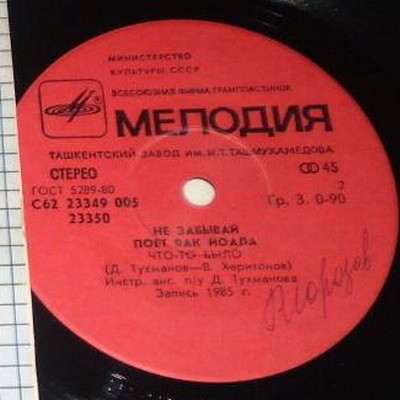 МИНИСТЕРСТВО
КУЛЬТУРЫ СССР
ВСЕСОЮЗНАЯ ФИРМА ГРАМПЛАСТИНОК
МЕЛОДИЯ
ТАШКЕНТСКИЙ ЗАВОД ИМ. М.Т. ТАШМУХАМЕДОВА
СТЕРЕО
45
ГОСТ 5289-80
2
С62 23349 005
Гр. 3. 0-90
23350
НЕ ЗАБЫВАЙ
ПОЕТ ЯАК ЙОАЛА
ЧТО-ТО БЫЛО
(Д. Тухманов—В. Харитонов)
Инстр. анс. п/у Д. Тухманова
Запись 1985 г.